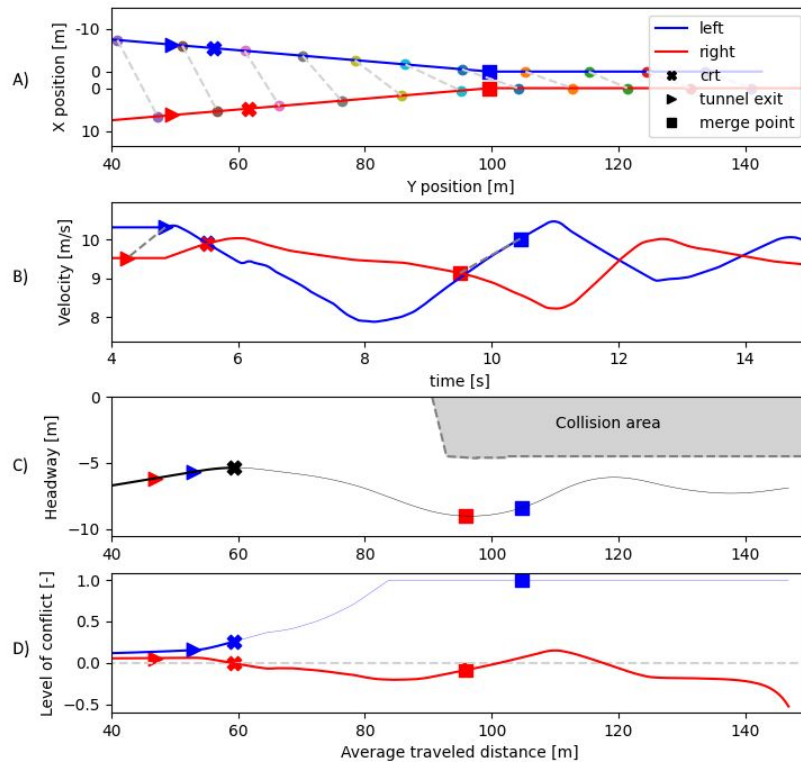 A)
X position [m]
-10
0
0
10
40
60
80
100
120
140
Y position [m]
left
right
crt
tunnel exit
merge point
B)
Velocity [m/s]
10
9
8
4
6
8
10
12
14
time [s]
C)
Headway [m]
0
−5
−10
Collision area
40
60
80
100
120
140
D)
Level of conflict [-]
1.0
0.5
0.0
−0.5
40
60
80
100
120
140
Average traveled distance [m]